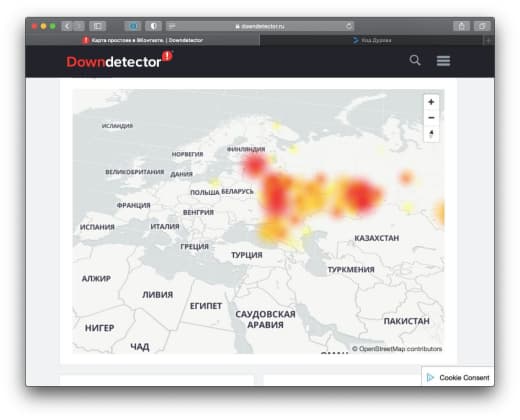 downdetector.ru
Карта простоев в ВКонтакте. | Downdetector
Код Дурова
Downdetector
ИСЛАНДИЯ
НОРВЕГИЯ
ФИНЛЯНДИЯ
ВЕЛИКОБРИТАНИЯ
ДАНИЯ
ПОЛЬША
БЕЛАРУСЬ
ФРАНЦИЯ
ВЕНГРИЯ
ИСПАНИЯ
ИТАЛИЯ
КАЗАХСТАН
ГРЕЦИЯ
ТУРЦИЯ
ТУРКМЕНИЯ
АЛЖИР
ЛИВИЯ
ЕГИПЕТ
САУДОВСКАЯ
АРАВИЯ
ПАКИСТАН
НИГЕР
ЧАД
ОМАН
© OpenStreetMap contributors
Cookie Consent